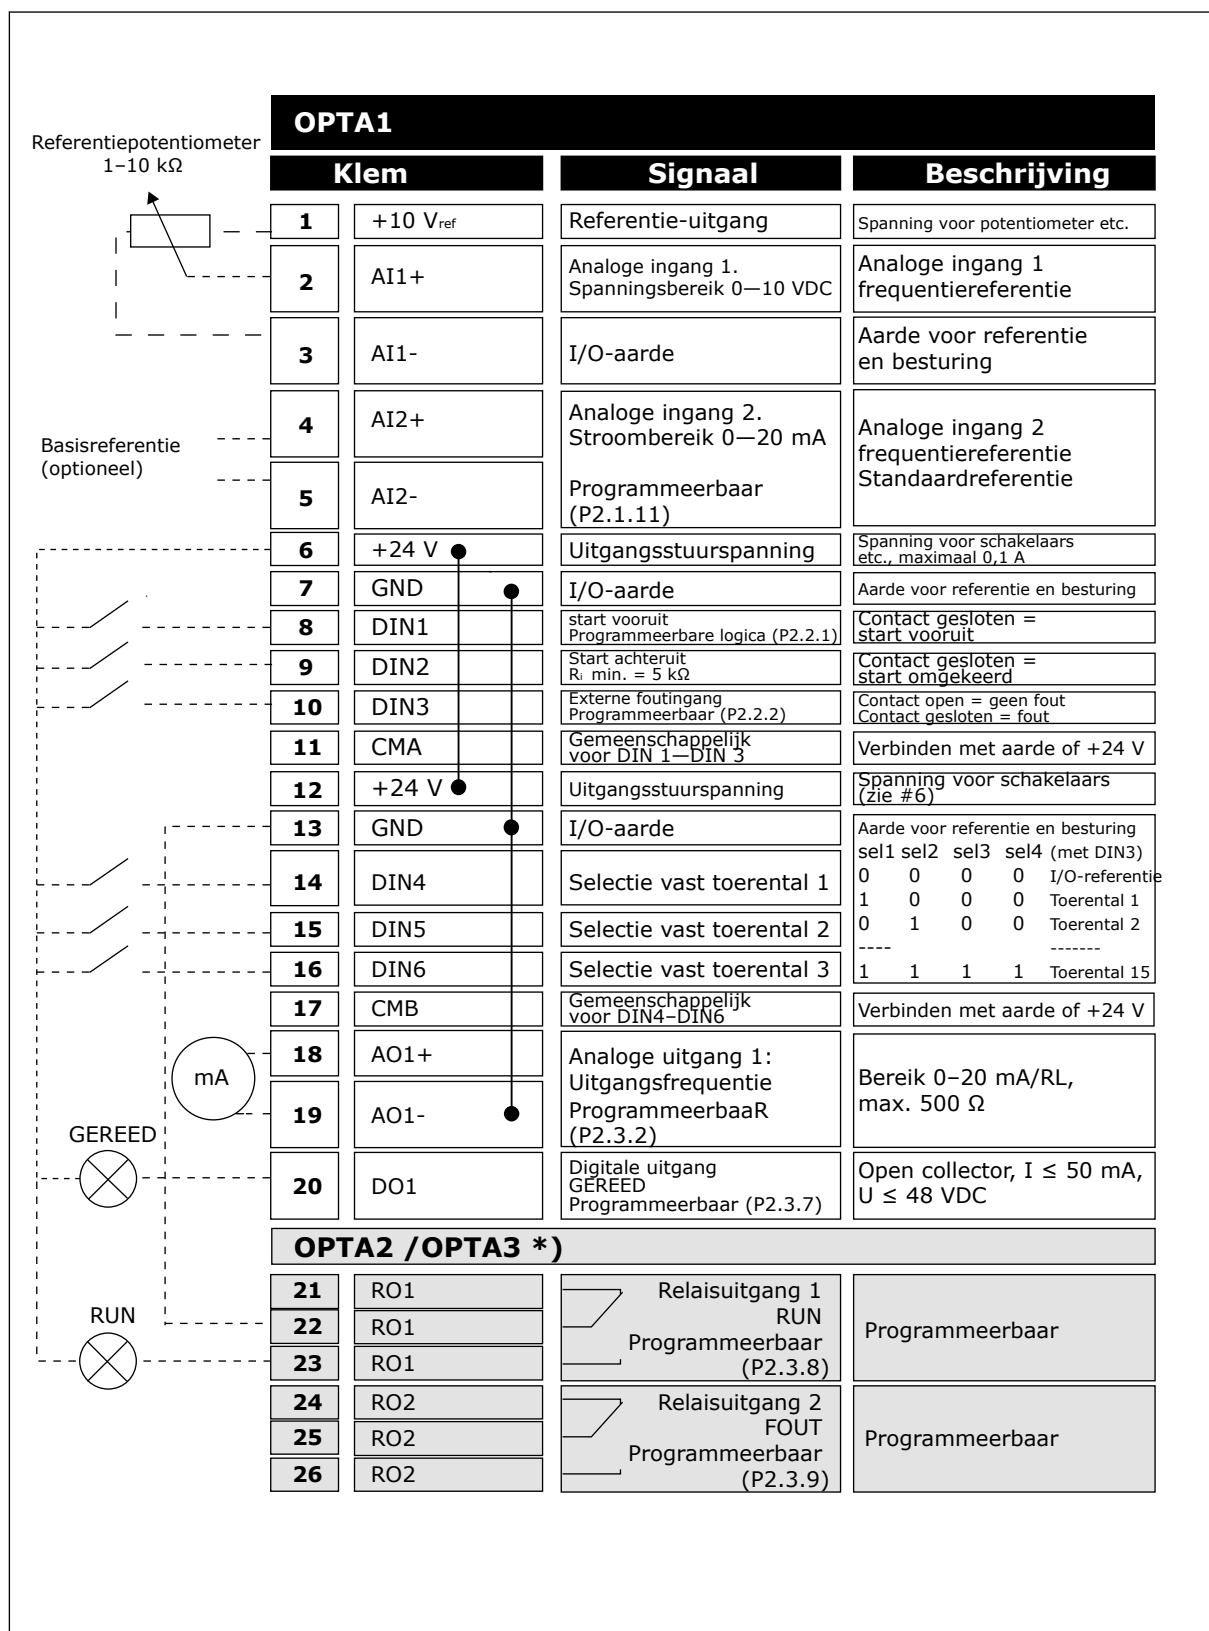 OPTA1
Referentiepotentiometer
1–10 kΩ
Klem Signaal Beschrijving
1 +10 Vref Referentie-uitgang Spanning voor potentiometer etc.
2 AI1+ Analoge ingang 1.
Spanningsbereik 0—10 VDC
Analoge ingang 1
frequentiereferentie
3 AI1- I/O-aarde
Aarde voor referentie
en besturing
Basisreferentie
(optioneel)
4 AI2+
5 AI2-
Analoge ingang 2.
Stroombereik 0—20 mA
Programmeerbaar
(P2.1.11)
Analoge ingang 2
frequentiereferentie
Standaardreferentie
6 +24 V Uitgangsstuurspanning
Spanning voor schakelaars
etc., maximaal 0,1 A
7 GND I/O-aarde Aarde voor referentie en besturing
8 DIN1
start vooruit
Programmeerbare logica (P2.2.1)
Contact gesloten =
start vooruit
9 DIN2
Start achteruit
Ri min. = 5 kΩ
Contact gesloten =
start omgekeerd
10 DIN3
Externe foutingang
Programmeerbaar (P2.2.2)
Contact open = geen fout
Contact gesloten = fout
11 CMA
Gemeenschappelijk
voor DIN 1—DIN 3
Verbinden met aarde of +24 V
12 +24 V Uitgangsstuurspanning
Spanning voor schakelaars
(zie #6)
13 GND I/O-aarde
14 DIN4 Selectie vast toerental 1
15 DIN5 Selectie vast toerental 2
16 DIN6 Selectie vast toerental 3
Aarde voor referentie en besturing
sel1 sel2 sel3 sel4 (met DIN3)
0 0 0 0 I/O-referentie
1 0 0 0 Toerental 1
0 1 0 0 Toerental 2
---- -------
1 1 1 1 Toerental 15
17 CMB
Gemeenschappelijk
voor DIN4–DIN6
Verbinden met aarde of +24 V
mA
18 AO1+
19 AO1-
Analoge uitgang 1:
Uitgangsfrequentie
ProgrammeerbaaR
(P2.3.2)
Bereik 0–20 mA/RL,
max. 500 Ω
GEREED
20 DO1
Digitale uitgang
GEREED
Programmeerbaar (P2.3.7)
Open collector, I ≤ 50 mA,
U ≤ 48 VDC
OPTA2 /OPTA3 *)
RUN
21 RO1
22 RO1
23 RO1
Relaisuitgang 1
RUN
Programmeerbaar
(P2.3.8)
Programmeerbaar
24 RO2
25 RO2
26 RO2
Relaisuitgang 2
FOUT
Programmeerbaar
(P2.3.9)
Programmeerbaar